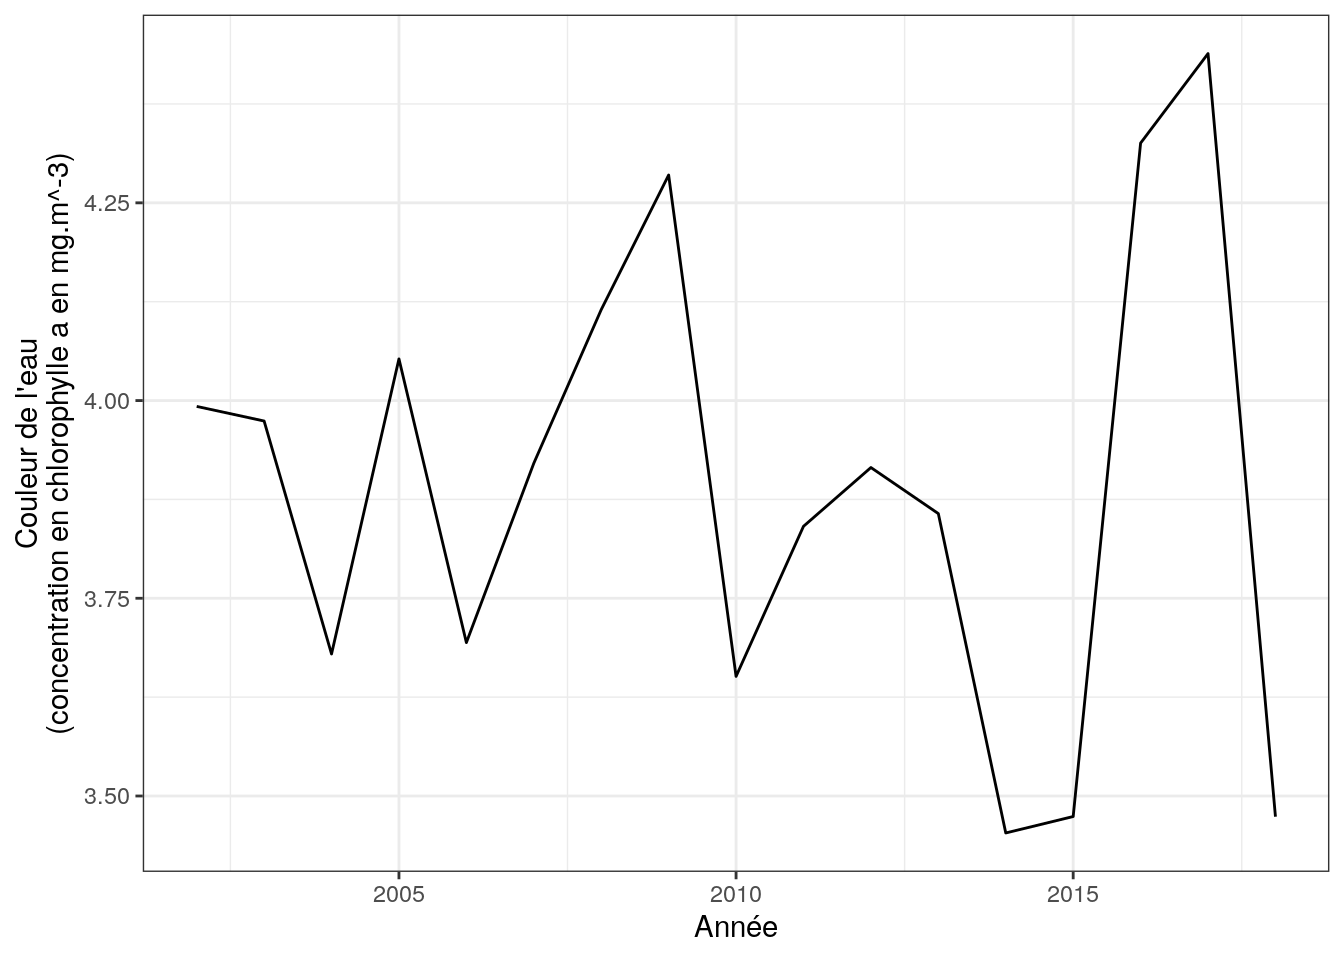 Couleur de l'eau
(concentration en chlorophylle a en mg.m^-3)
4.25
4.00
3.75
3.50
2005
2010
2015
Année